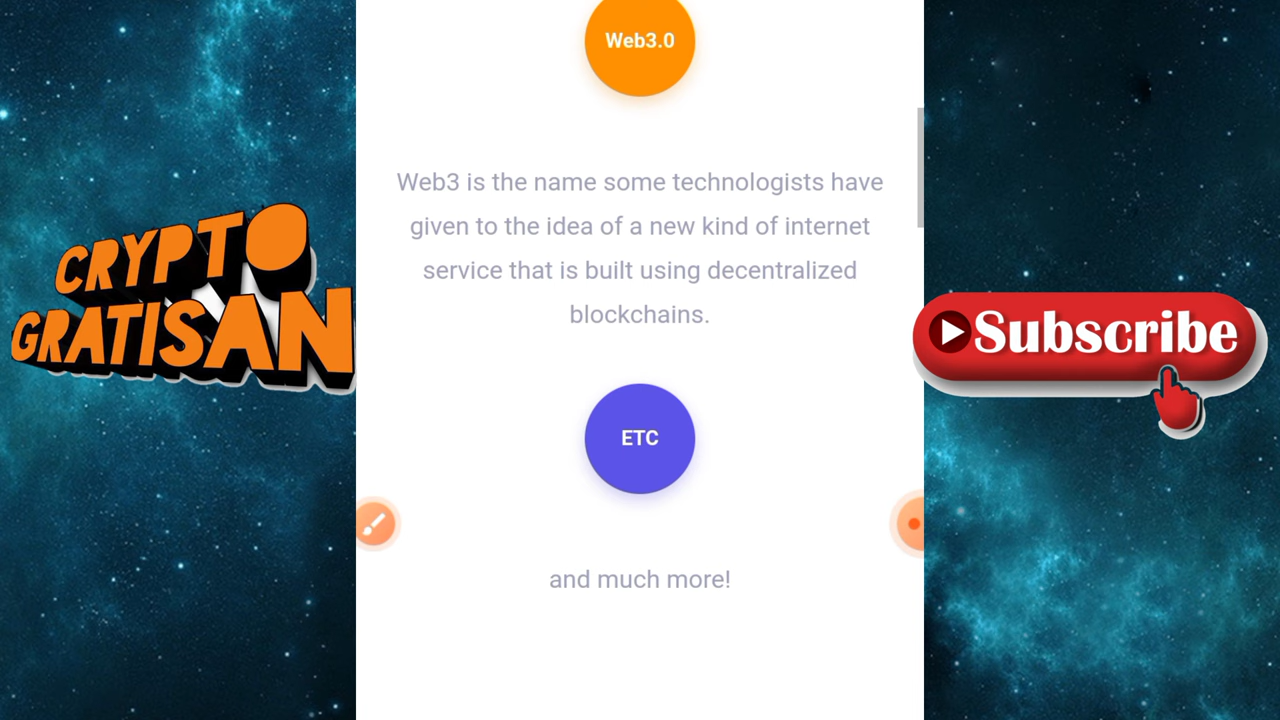 Web3.0
Web3 is the name some technologists have
given to the idea of a new kind of internet
service that is built using decentralized
blockchains.
ETC
and much more!
CRYPTO
GRATISAN
Subscribe